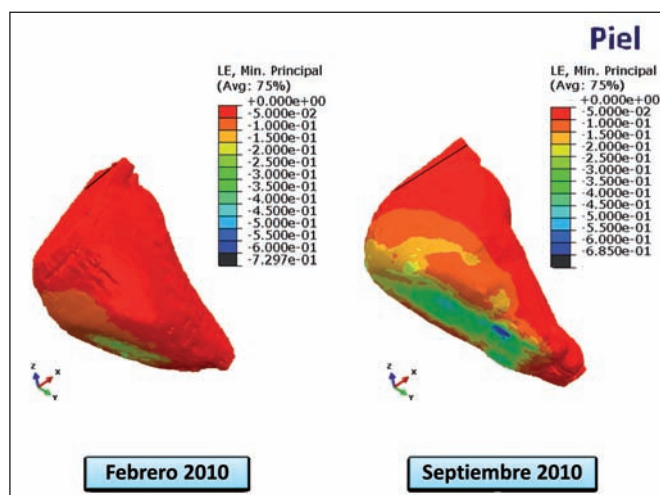 Piel
LE, Min. Principal
(Avg: 75%)
+0.000e+00
-5.000e-02
-1.000e-01
-1.500e-01
-2.000e-01
-2.500e-01
-3.000e-01
-3.500e-01
-4.000e-01
-4.500e-01
-5.000e-01
-5.500e-01
-6.000e-01
-7.297e-01
LE, Min. Principal
(Avg: 75%)
+0.000e+00
-5.000e-02
-1.000e-01
-1.500e-01
-2.000e-01
-2.500e-01
-3.000e-01
-3.500e-01
-4.000e-01
-4.500e-01
-5.000e-01
-5.500e-01
-6.000e-01
-6.850e-01
Z
X
Y
Z
X
Y
Febrero 2010
Septiembre 2010